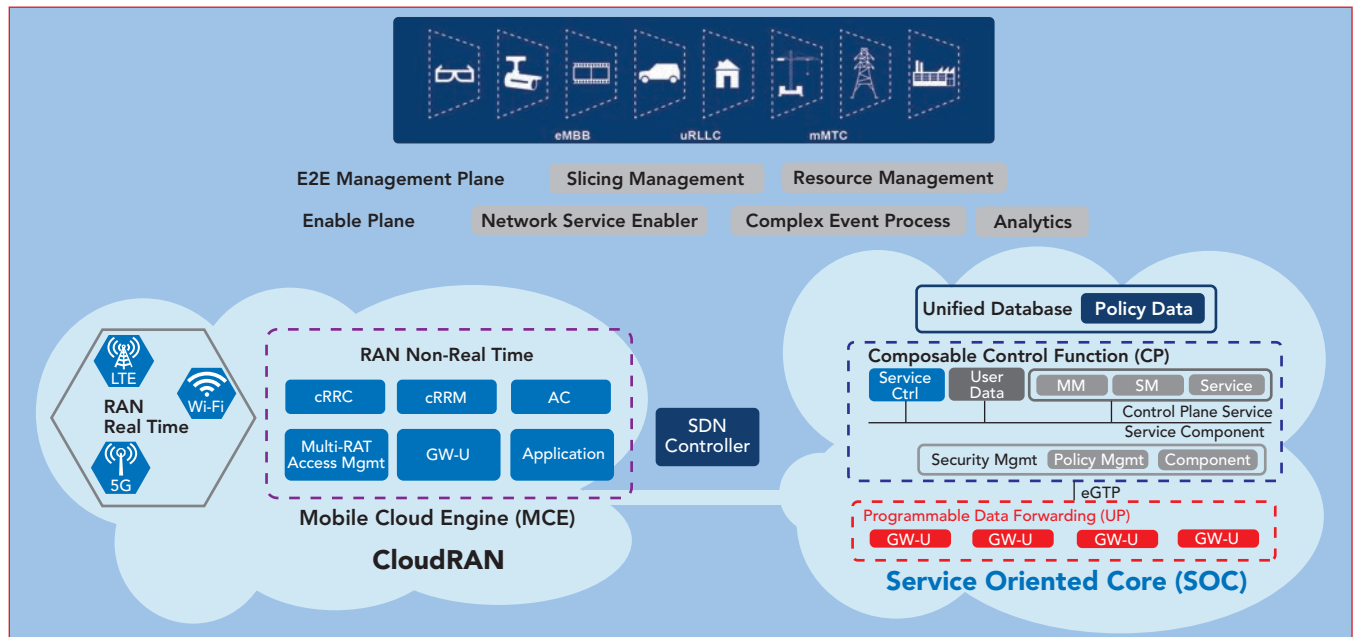 eMBB uRLLC mMTC
E2E Management Plane Slicing Management Resource Management
Enable Plane Network Service Enabler Complex Event Process Analytics
LTE
Wi-Fi
RAN
Real Time
5G
RAN Non-Real Time
cRRC cRRM AC
Multi-RAT
Access Mgmt
GW-U
Application
Mobile Cloud Engine (MCE)
CloudRAN
SDN
Controller
Unified Database Policy Data
Composable Control Function (CP)
Service
Ctrl
User
Data
MM SM Service
Control Plane Service
Service Component
Security Mgmt Policy Mgmt Component
eGTP
Programmable Data Forwarding (UP)
GW-U GW-U GW-U GW-U
Service Oriented Core (SOC)